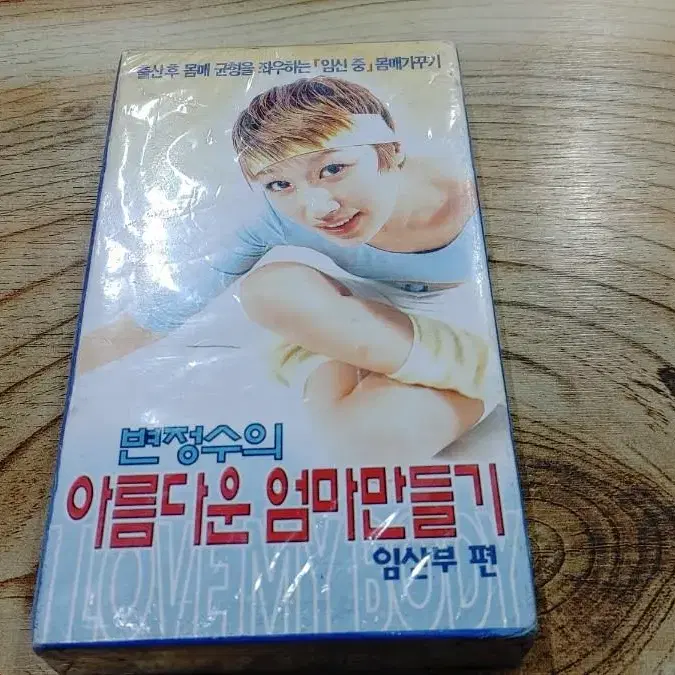 출산후 몸매 균형을 좌우하는 『임신 중』 몸매가꾸기
변정수의
아름다운 엄마만들기
임산부 편
I LOVE MY BODY